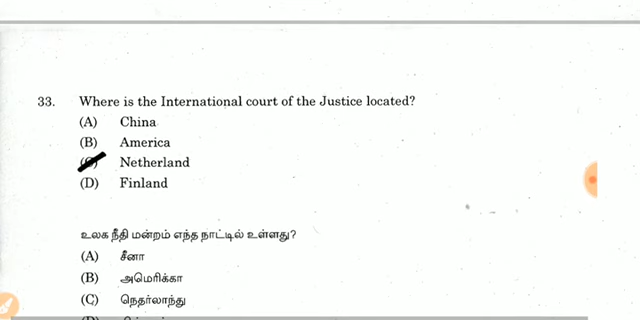 33. Where is the International court of the Justice located?
(A) China
(B) America
(C) Netherland
(D) Finland
உலக நீதி மன்றம் எந்த நாட்டில் உள்ளது?
(A) சீனா
(B) அமெரிக்கா
(C) நெதர்லாந்து
(D)